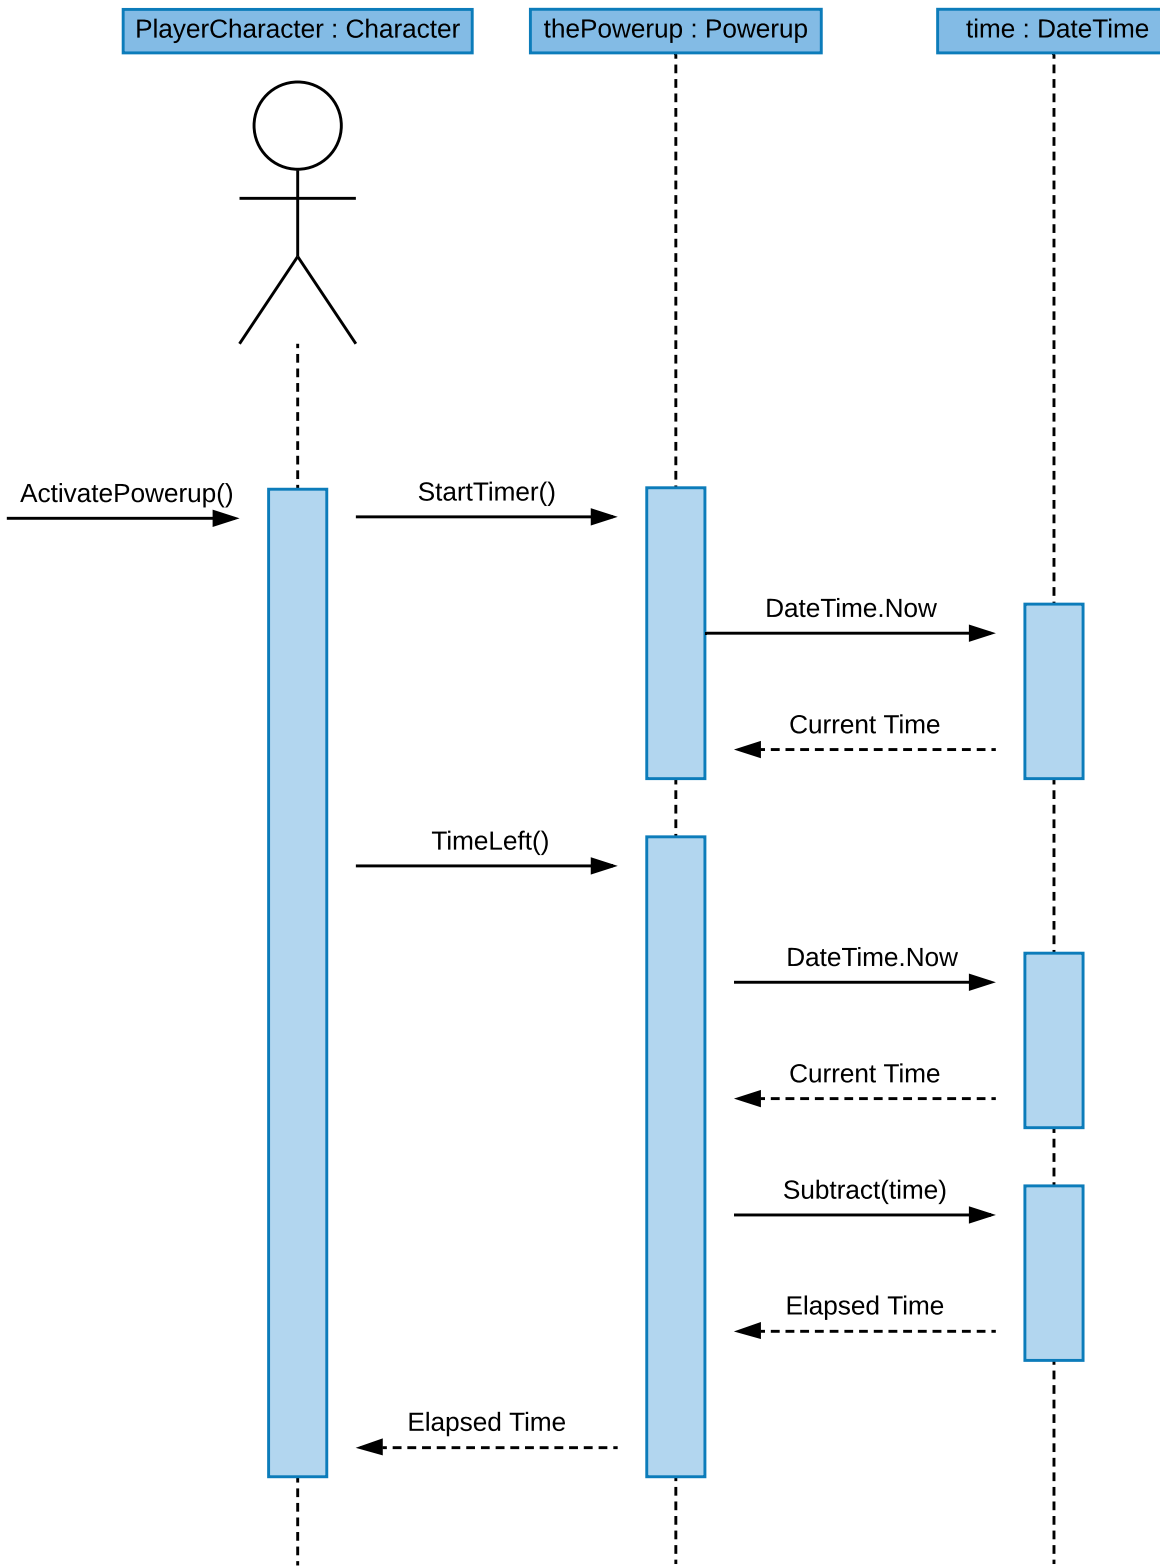 PlayerCharacter : Character
thePowerup : Powerup
time : DateTime
ActivatePowerup()
StartTimer()
DateTime.Now
Current Time
TimeLeft()
DateTime.Now
Current Time
Subtract(time)
Elapsed Time
Elapsed Time